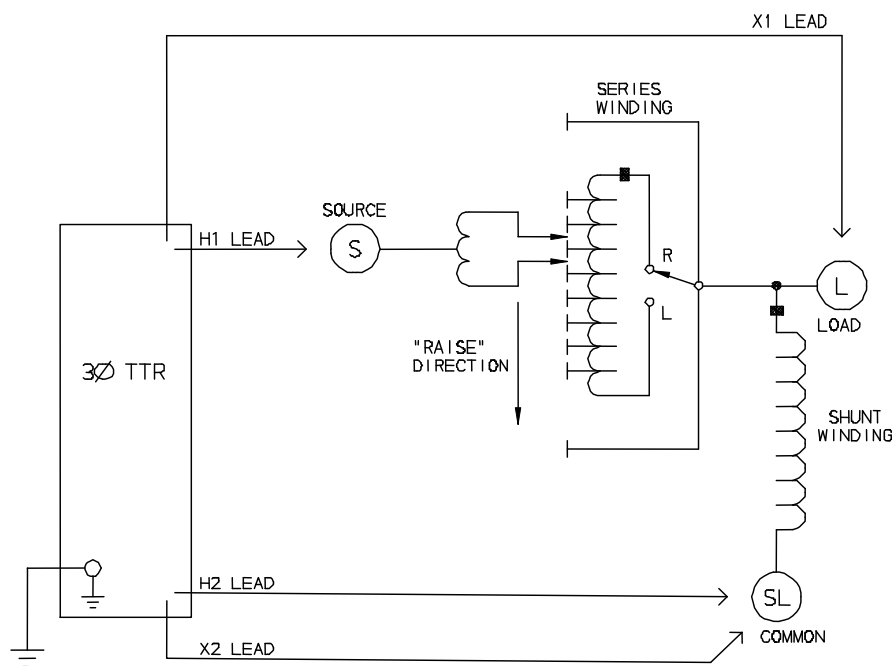 X1 LEAD
SERIES
WINDING
SOURCE
H1 LEAD
S
R
L
L
LOAD
"RAISE"
DIRECTION
3Ø TTR
SHUNT
WINDING
H2 LEAD
SL
COMMON
X2 LEAD